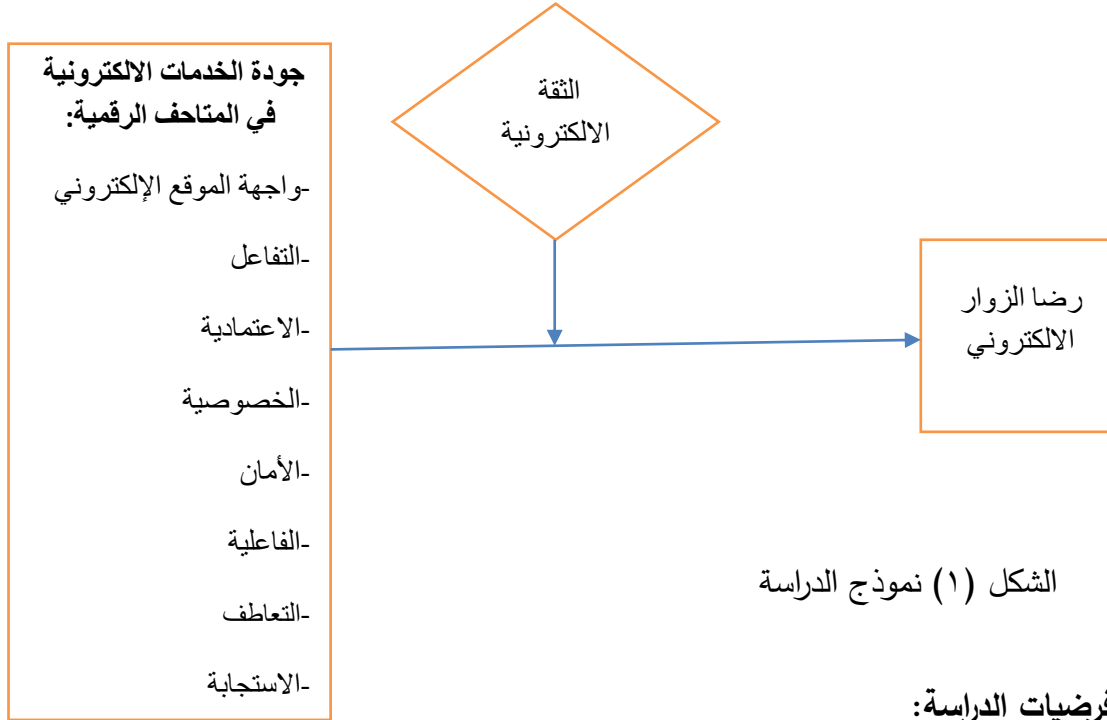 جودة الخدمات الالكترونية
في المتاحف الرقمية:
-واجهة الموقع الإلكتروني
-التفاعل
-الاعتمادية
-الخصوصية
-الأمان
-الفاعلية
-التعاطف
-الاستجابة
الثقة
الالكترونية
رضا الزوار
الالكتروني
الشكل (١) نموذج الدراسة
فرضيات الدراسة: